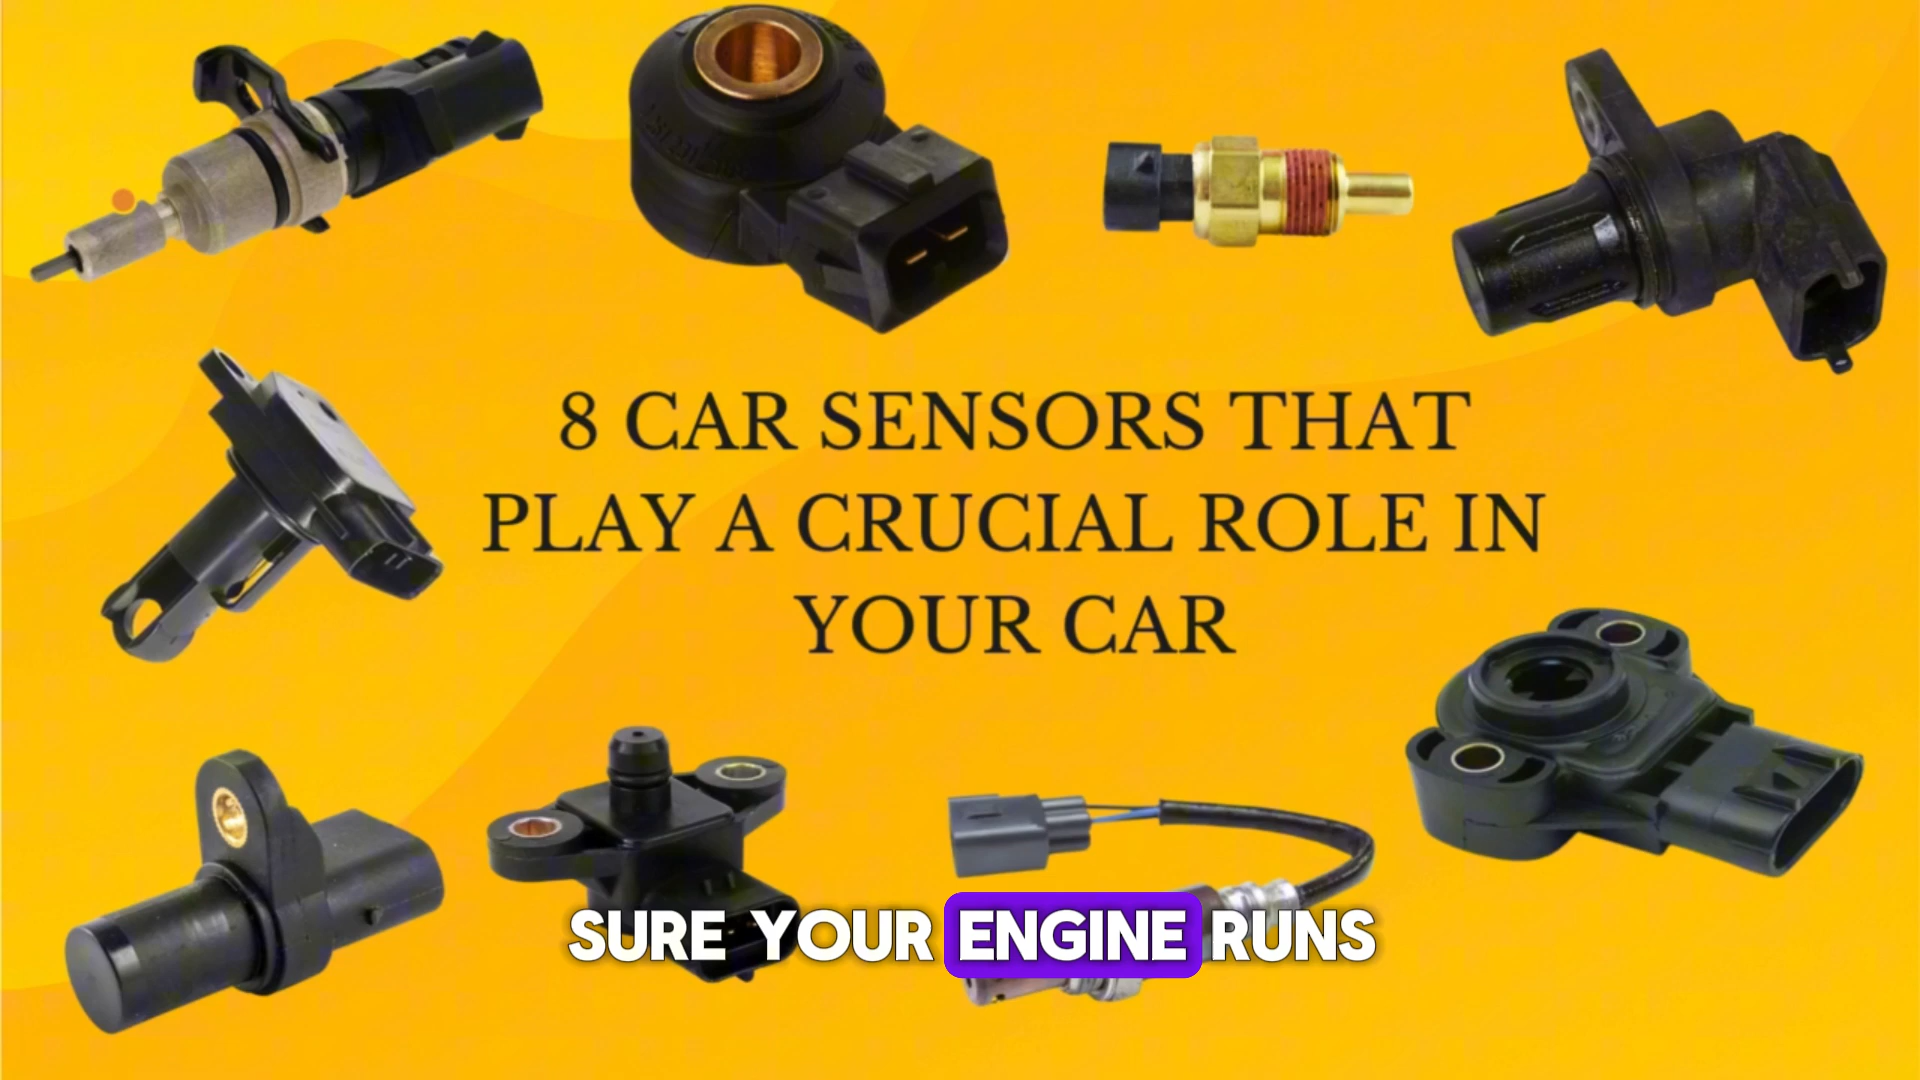 8 CAR SENSORS THAT
PLAY A CRUCIAL ROLE IN
YOUR CAR
SURE YOUR ENGINE RUNS